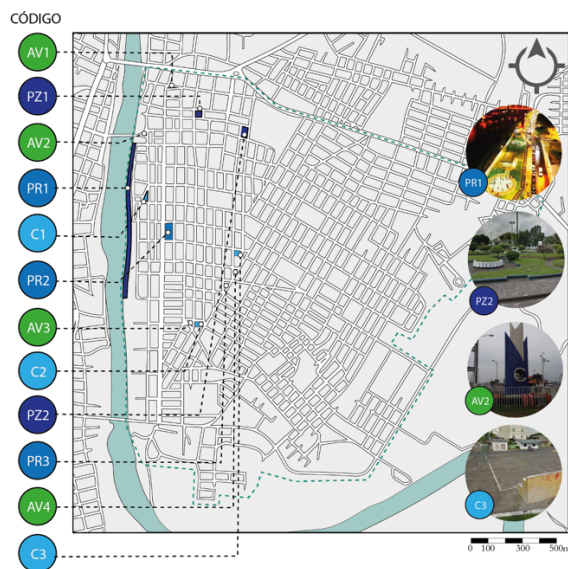 CÓDIGO
AV1
PZ1
AV2
PR1
C1
PR2
AV3
C2
PZ2
PR3
AV4
C3
PR1
PZ2
AV2
C3
0 100 300 500m